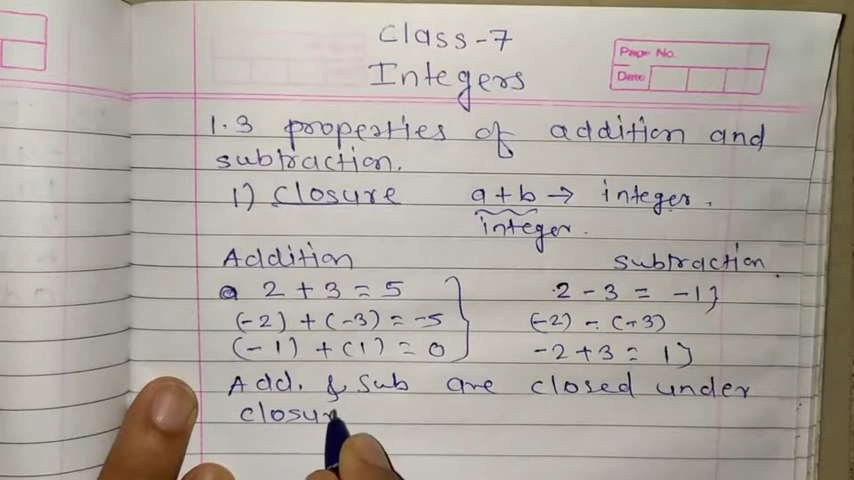 Class-7
Integers
Page No.
Date:
1.3 properties of addition and
subtraction.
1) closure a+b → integer.
integer.
Addition subtraction
2 + 3 = 5 2 - 3 = -1
(-2) + (-3) = -5 (-2) - (-3)
(-1) + (1) = 0 -2+3 = 1
Add. & sub are closed under
closur